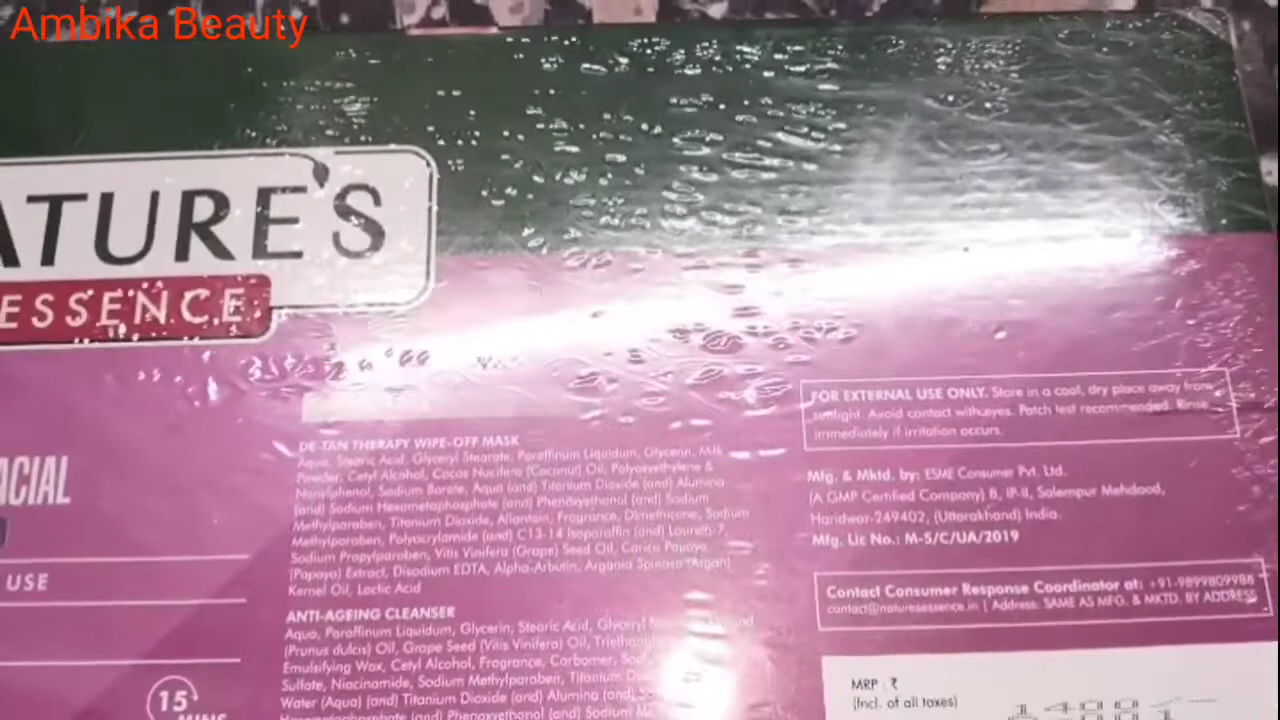 Ambika Beauty
ATURE'S
ESSENCE
ACIAL
USE
15
MINS
DE-TAN THERAPY WIPE-OFF MASK
Aqua, Stearic Acid, Glyceryl Stearate, Paraffinum Liquidum, Glycerin, Milk
Powder, Cetyl Alcohol, Cocos Nucifera (Coconut) Oil, Polyoxyethylene &
Nonylphenol, Sodium Borate, Aqua (and) Titanium Dioxide (and) Alumina
(and) Sodium Hexametaphosphate (and) Phenoxyethanol (and) Sodium
Methylparaben, Titanium Dioxide, Allantoin, Fragrance, Dimethicone, Sodium
Methylparaben, Polyacrylamide (and) C13-14 Isoparaffin (and) Laureth-7,
Sodium Propylparaben, Vitis Vinifera (Grape) Seed Oil, Carica Papaya
(Papaya) Extract, Disodium EDTA, Alpha-Arbutin, Argania Spinosa (Argan)
Kernel Oil, Lactic Acid
ANTI-AGEING CLEANSER
Aqua, Paraffinum Liquidum, Glycerin, Stearic Acid, Glyceryl
(Prunus dulcis) Oil, Grape Seed (Vitis Vinifera) Oil,
Emulsifying Wax, Cetyl Alcohol, Fragrance, Carbomer,
Sulfate, Niacinamide, Sodium Methylparaben, Titanium
Water (Aqua) (and) Titanium Dioxide (and) Alumina (and)
(and) Phenoxyethanol (and) Sodium
FOR EXTERNAL USE ONLY. Store in a cool, dry place away from
sunlight. Avoid contact with eyes. Patch test recommended. Rinse
immediately if irritation occurs.
Mfg. & Mktd. by: ESME Consumer Pvt. Ltd.
(A GMP Certified Company) 8, IP-II, Salempur Mehdood,
Haridwar-249402, (Uttarakhand) India.
Mfg. Lic No.: M-5/C/UA/2019
Contact Consumer Response Coordinator at: +91-9899809988
contact@naturesessence.in | Address: SAME AS MFG. & MKTD. BY ADDRESS
MRP : ₹
(Incl. of all taxes)